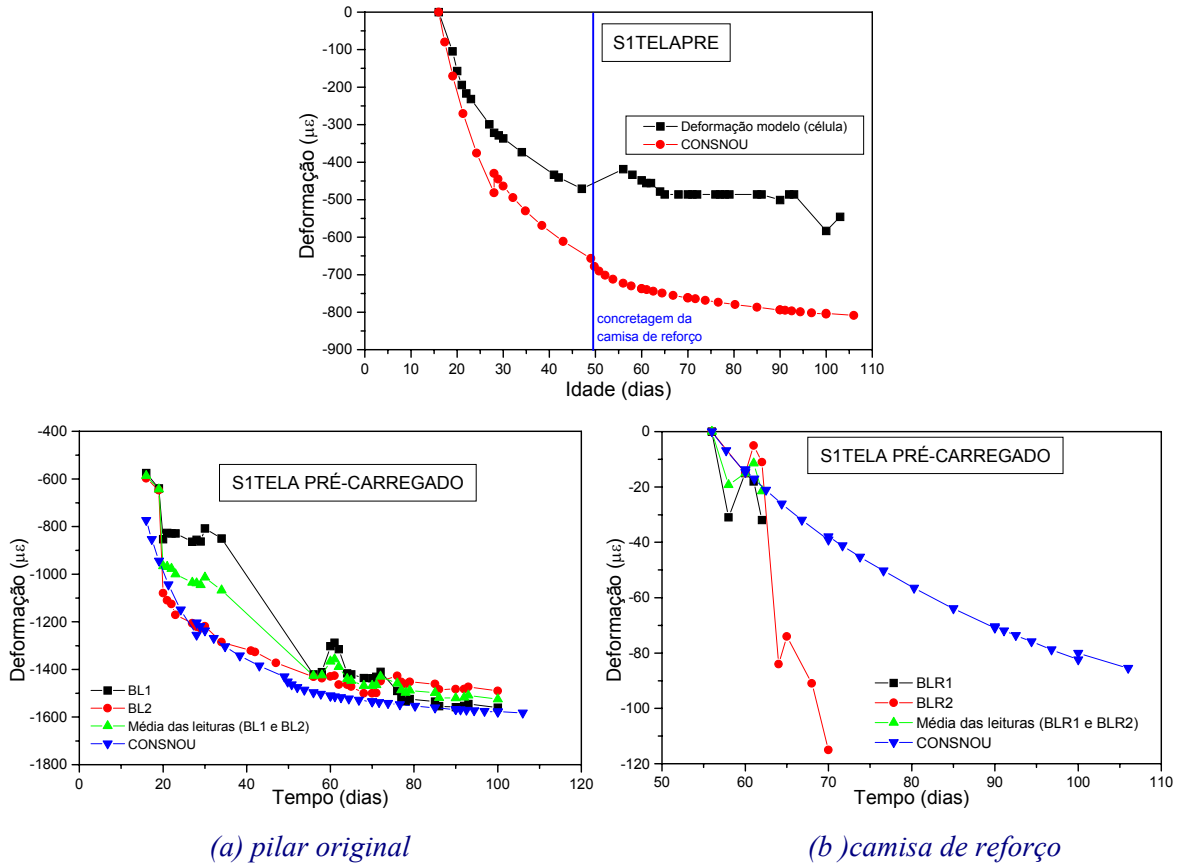 S1TELAPRE
Deformação modelo (célula)
CONSNOU
Deformação (με)
0
-100
-200
-300
-400
-500
-600
-700
-800
-900
concretagem da
camisa de reforço
0 10 20 30 40 50 60 70 80 90 100 110
Idade (dias)
S1TELA PRÉ-CARREGADO
Deformação (με)
-400
-600
-800
-1000
-1200
-1400
-1600
-1800
BL1
BL2
Média das leituras (BL1 e BL2)
CONSNOU
0 20 40 60 80 100 120
Tempo (dias)
(a) pilar original
S1TELA PRÉ-CARREGADO
Deformação (με)
0
-20
-40
-60
-80
-100
-120
BLR1
BLR2
Média das leituras (BLR1 e BLR2)
CONSNOU
50 60 70 80 90 100 110
Tempo (dias)
(b )camisa de reforço